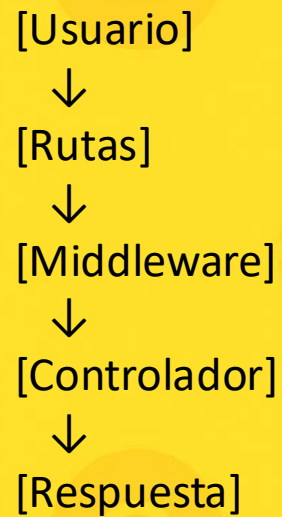 [Usuario]
↓
[Rutas]
↓
[Middleware]
↓
[Controlador]
↓
[Respuesta]